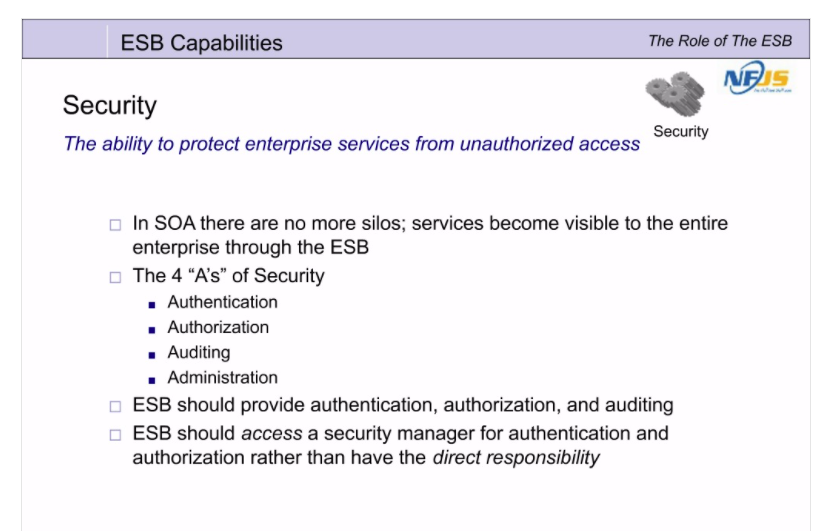 ESB Capabilities
The Role of The ESB
NFJS
Security
Security
The ability to protect enterprise services from unauthorized access
□ In SOA there are no more silos; services become visible to the entire
enterprise through the ESB
□ The 4 “A’s” of Security
■ Authentication
■ Authorization
■ Auditing
■ Administration
□ ESB should provide authentication, authorization, and auditing
□ ESB should access a security manager for authentication and
authorization rather than have the direct responsibility